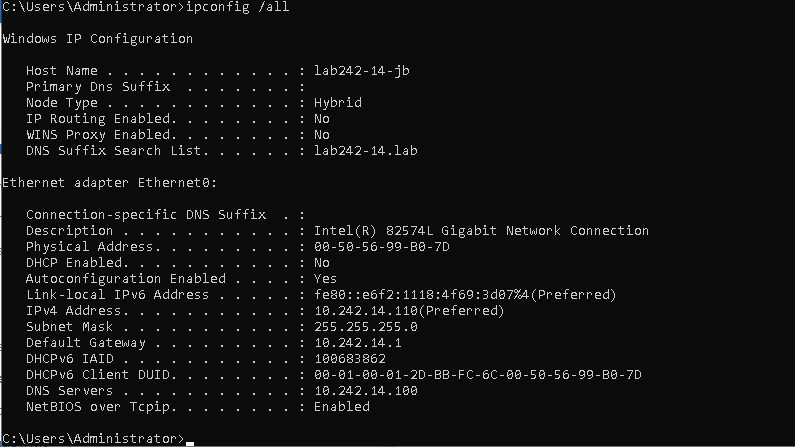 C:\Users\Administrator>ipconfig /all
Windows IP Configuration
Host Name . . . . . . . . . . . . : lab242-14-jb
Primary Dns Suffix  . . . . . . . :
Node Type . . . . . . . . . . . . : Hybrid
IP Routing Enabled. . . . . . . . : No
WINS Proxy Enabled. . . . . . . . : No
DNS Suffix Search List. . . . . . : lab242-14.lab
Ethernet adapter Ethernet0:
Connection-specific DNS Suffix  . :
Description . . . . . . . . . . . : Intel(R) 82574L Gigabit Network Connection
Physical Address. . . . . . . . . : 00-50-56-99-B0-7D
DHCP Enabled. . . . . . . . . . . : No
Autoconfiguration Enabled . . . . : Yes
Link-local IPv6 Address . . . . . : fe80::e6f2:1118:4f69:3d07%4(Preferred)
IPv4 Address. . . . . . . . . . . : 10.242.14.110(Preferred)
Subnet Mask . . . . . . . . . . . : 255.255.255.0
Default Gateway . . . . . . . . . : 10.242.14.1
DHCPv6 IAID . . . . . . . . . . . : 100683862
DHCPv6 Client DUID. . . . . . . . : 00-01-00-01-2D-BB-FC-6C-00-50-56-99-B0-7D
DNS Servers . . . . . . . . . . . : 10.242.14.100
NetBIOS over Tcpip. . . . . . . . : Enabled
C:\Users\Administrator>